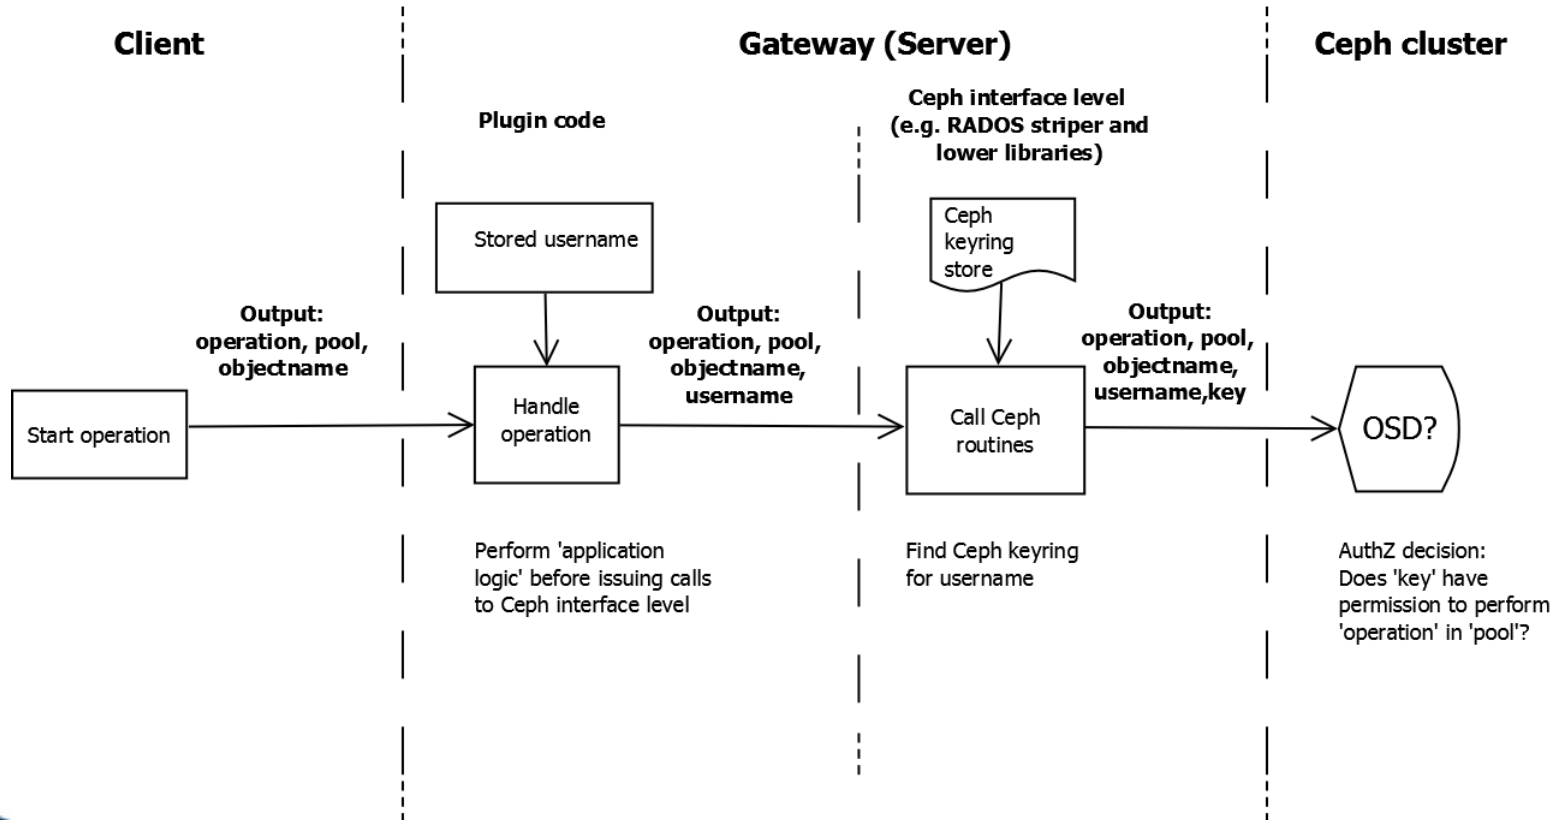 Client
Gateway (Server)
Ceph cluster
Plugin code
Ceph interface level
(e.g. RADOS striper and
lower libraries)
Stored username
Ceph
keyring
store
Output:
operation, pool,
objectname
Output:
operation, pool,
objectname,
username
Output:
operation, pool,
objectname,
username,key
Start operation
Handle
operation
Call Ceph
routines
OSD?
Perform 'application
logic' before issuing calls
to Ceph interface level
Find Ceph keyring
for username
AuthZ decision:
Does 'key' have
permission to perform
'operation' in 'pool'?